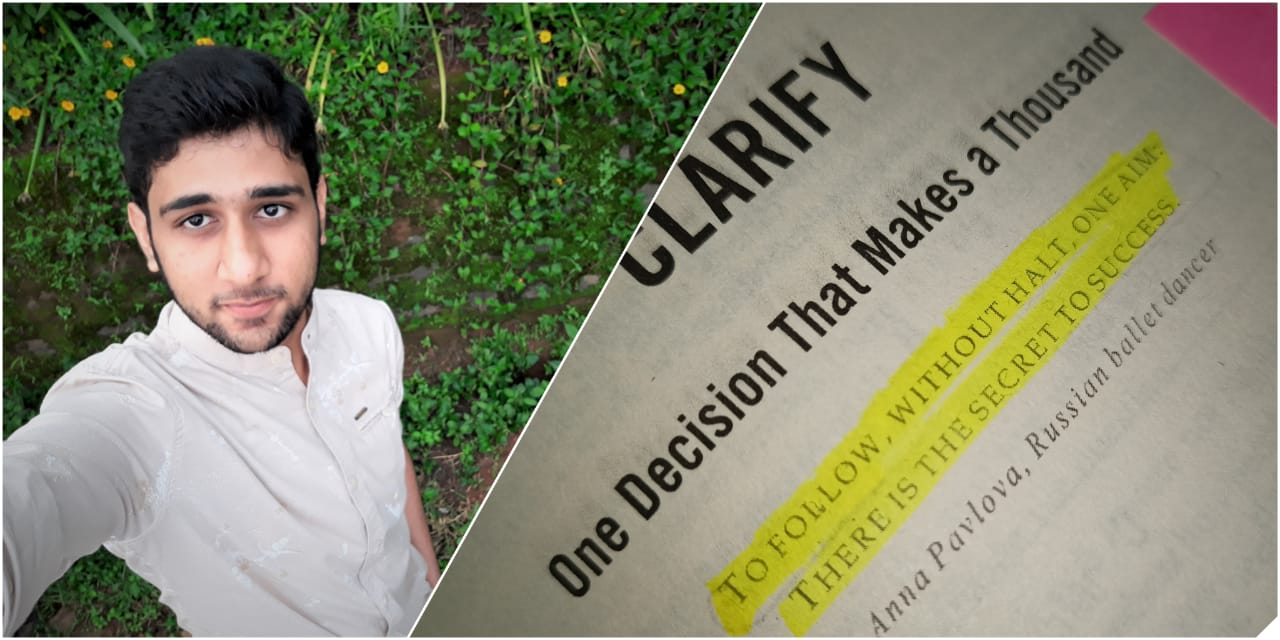 CLARIFY
One Decision That Makes a Thousand
TO FOLLOW, WITHOUT HALT, ONE AIM:
THERE IS THE SECRET TO SUCCESS.
Anna Pavlova, Russian ballet dancer